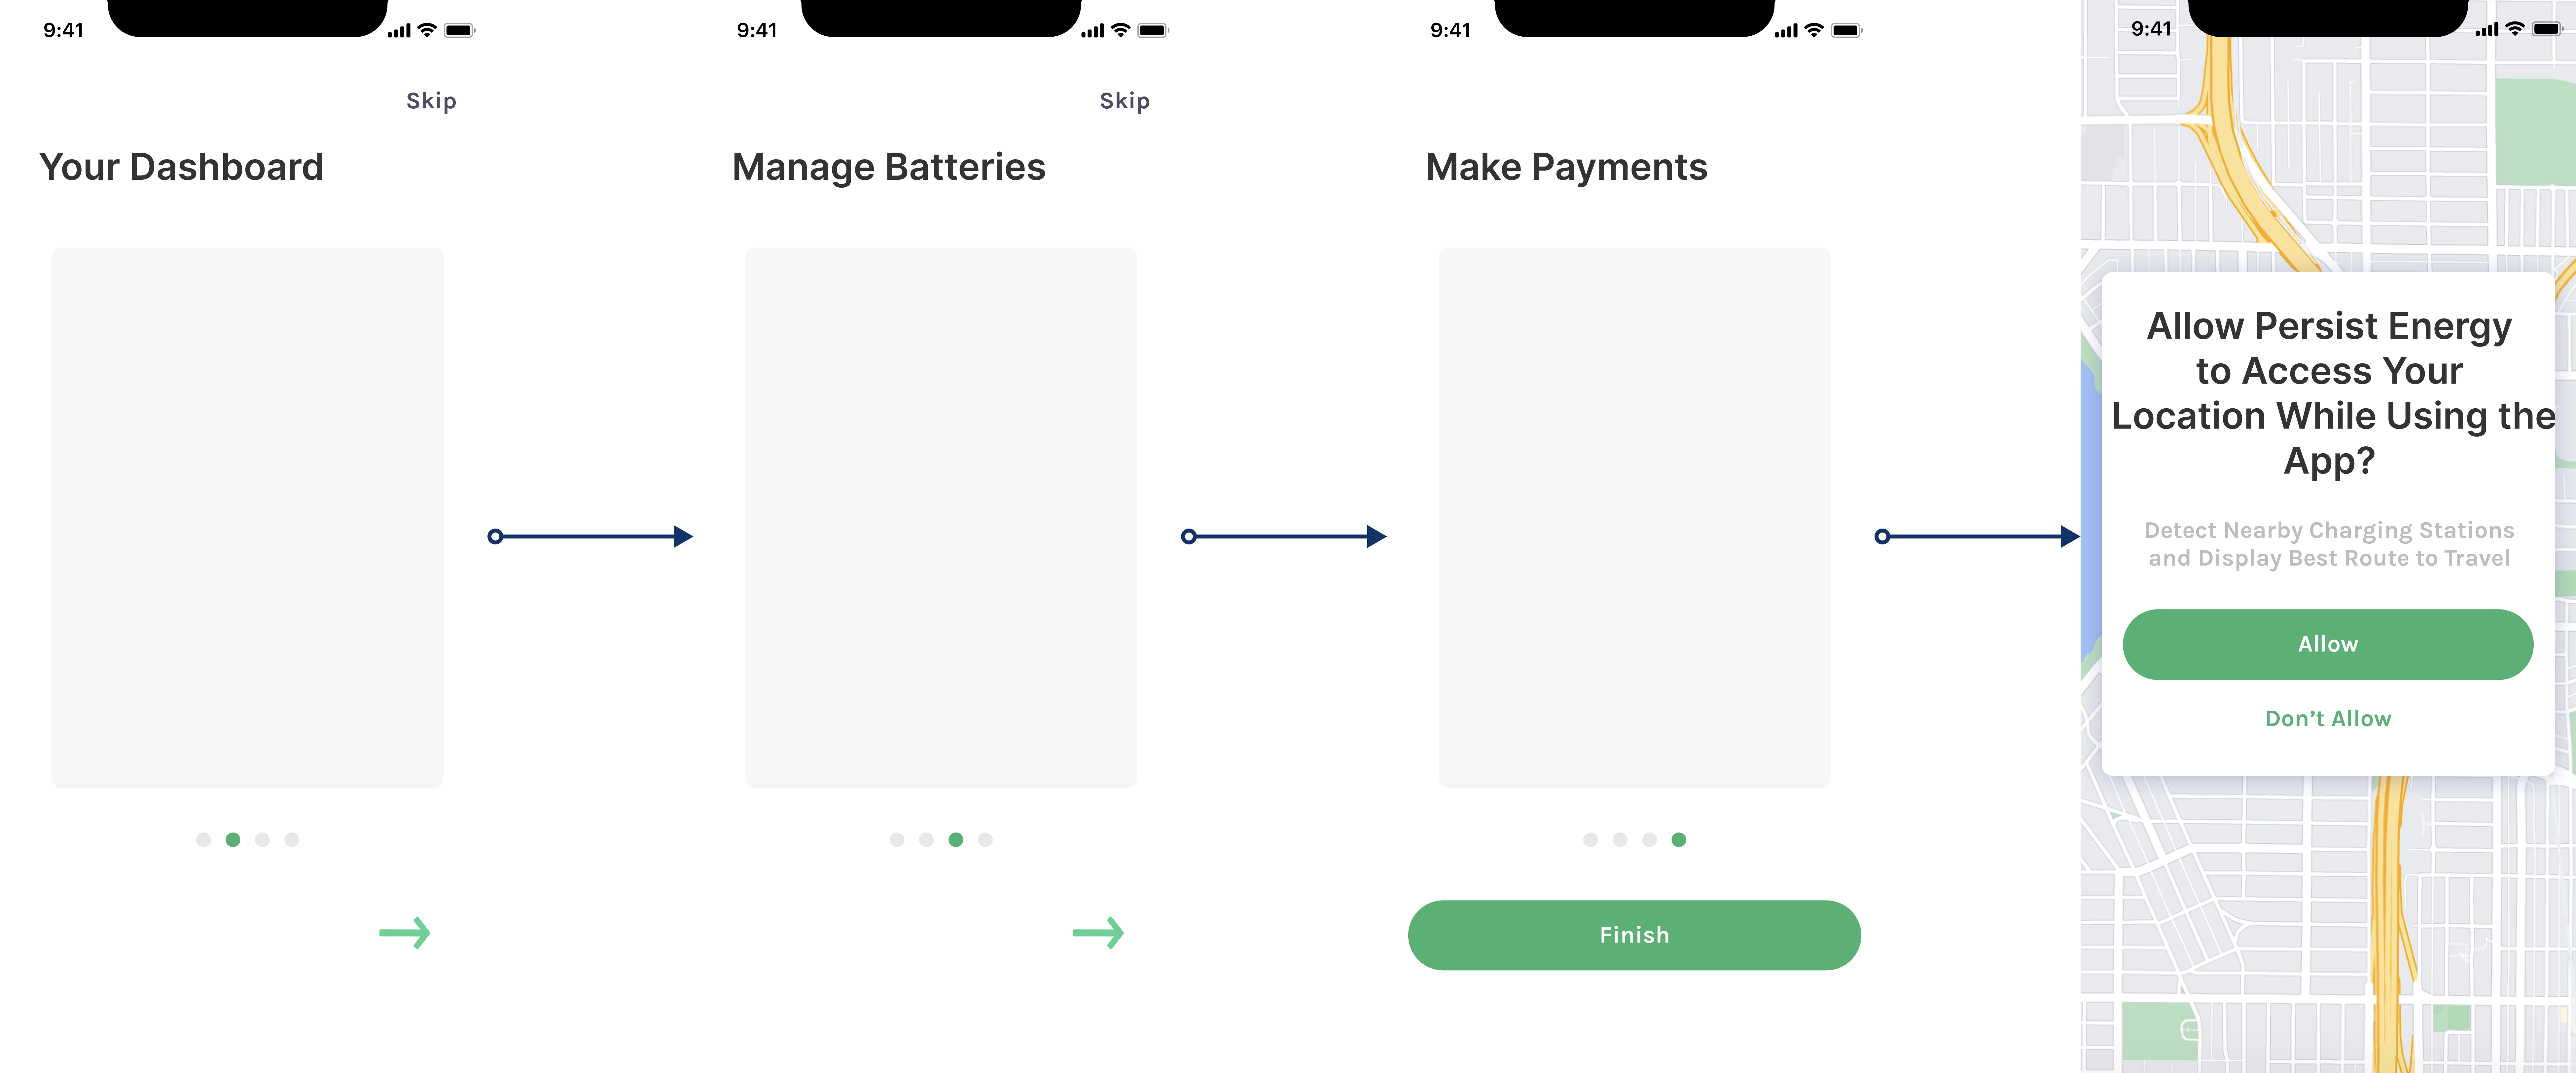 9:41
Skip
Your Dashboard
9:41
Skip
Manage Batteries
9:41
Make Payments
Finish
9:41
Allow Persist Energy
to Access Your
Location While Using the
App?
Detect Nearby Charging Stations
and Display Best Route to Travel
Allow
Don’t Allow